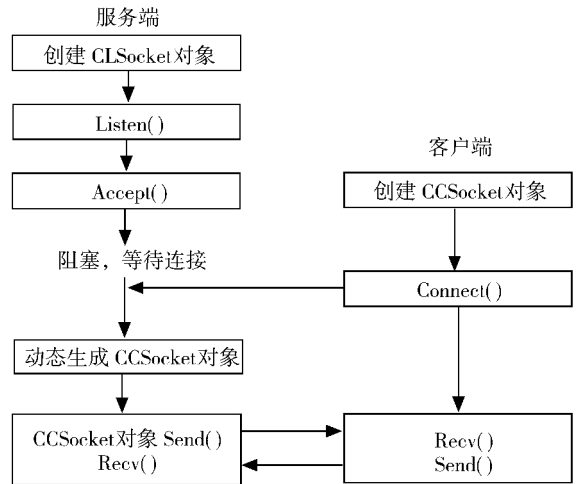 服务端
创建 CLSocket对象
Listen( )
Accept( )
阻塞，等待连接
动态生成 CCSocket对象
CCSocket对象 Send( )
Recv( )
客户端
创建 CCSocket对象
Connect( )
Recv( )
Send( )